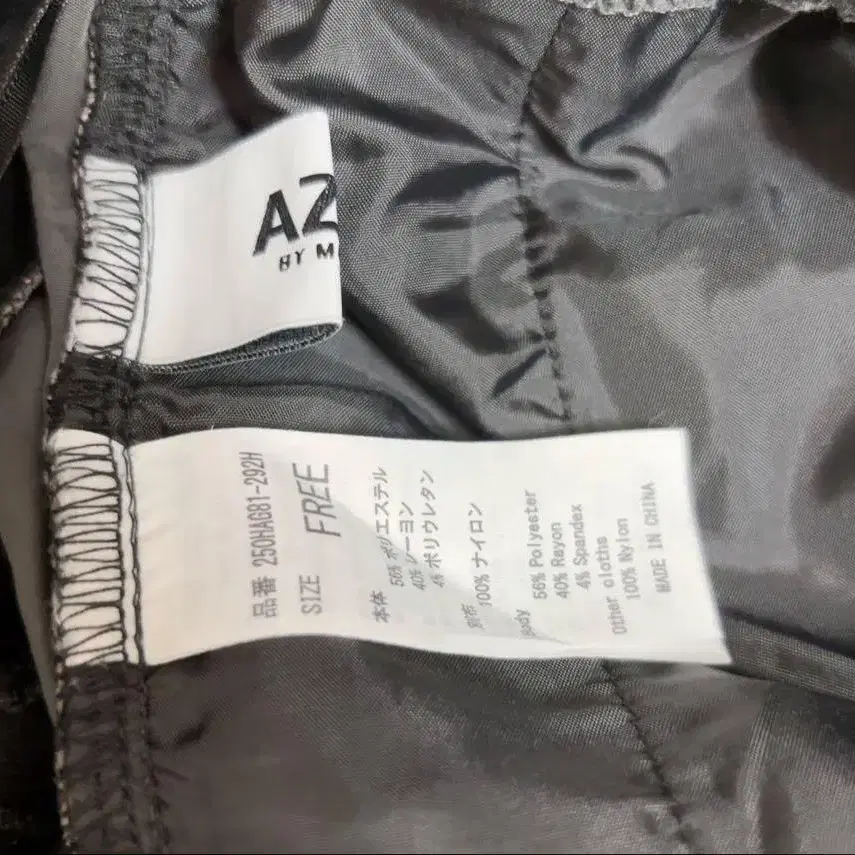 AZ
BY M
品番 250HAG81-292H
SIZE FREE
本体
56% ポリエステル
40% レーヨン
4% ポリウレタン
別布
100% ナイロン
Body
56% Polyester
40% Rayon
4% Spandex
Other cloths
100% Nylon
MADE IN CHINA